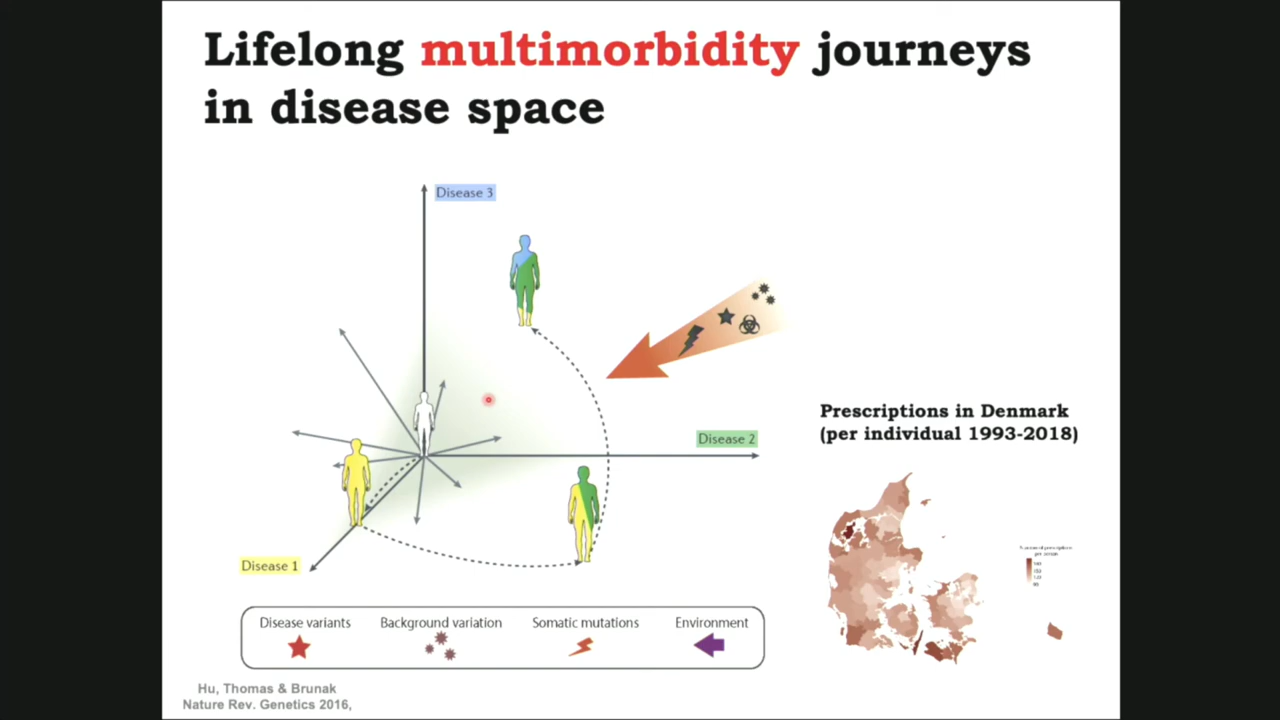 Lifelong multimorbidity journeys
in disease space
Disease 3
Disease 2
Disease 1
Prescriptions in Denmark
(per individual 1993-2018)
Disease variants
Background variation
Somatic mutations
Environment
Hu, Thomas & Brunak
Nature Rev. Genetics 2016,